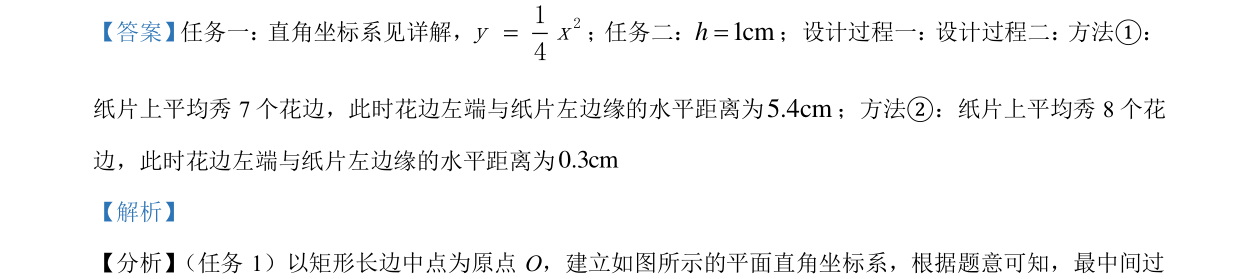 【答案】任务一：直角坐标系见详解，y = 1/4 x²；任务二：h=1cm；设计过程一：设计过程二：方法①：
纸片上平均秀 7 个花边，此时花边左端与纸片左边缘的水平距离为5.4cm；方法②：纸片上平均秀 8 个花
边，此时花边左端与纸片左边缘的水平距离为0.3cm
【解析】
【分析】（任务 1）以矩形长边中点为原点 O，建立如图所示的平面直角坐标系，根据题意可知，最中间过